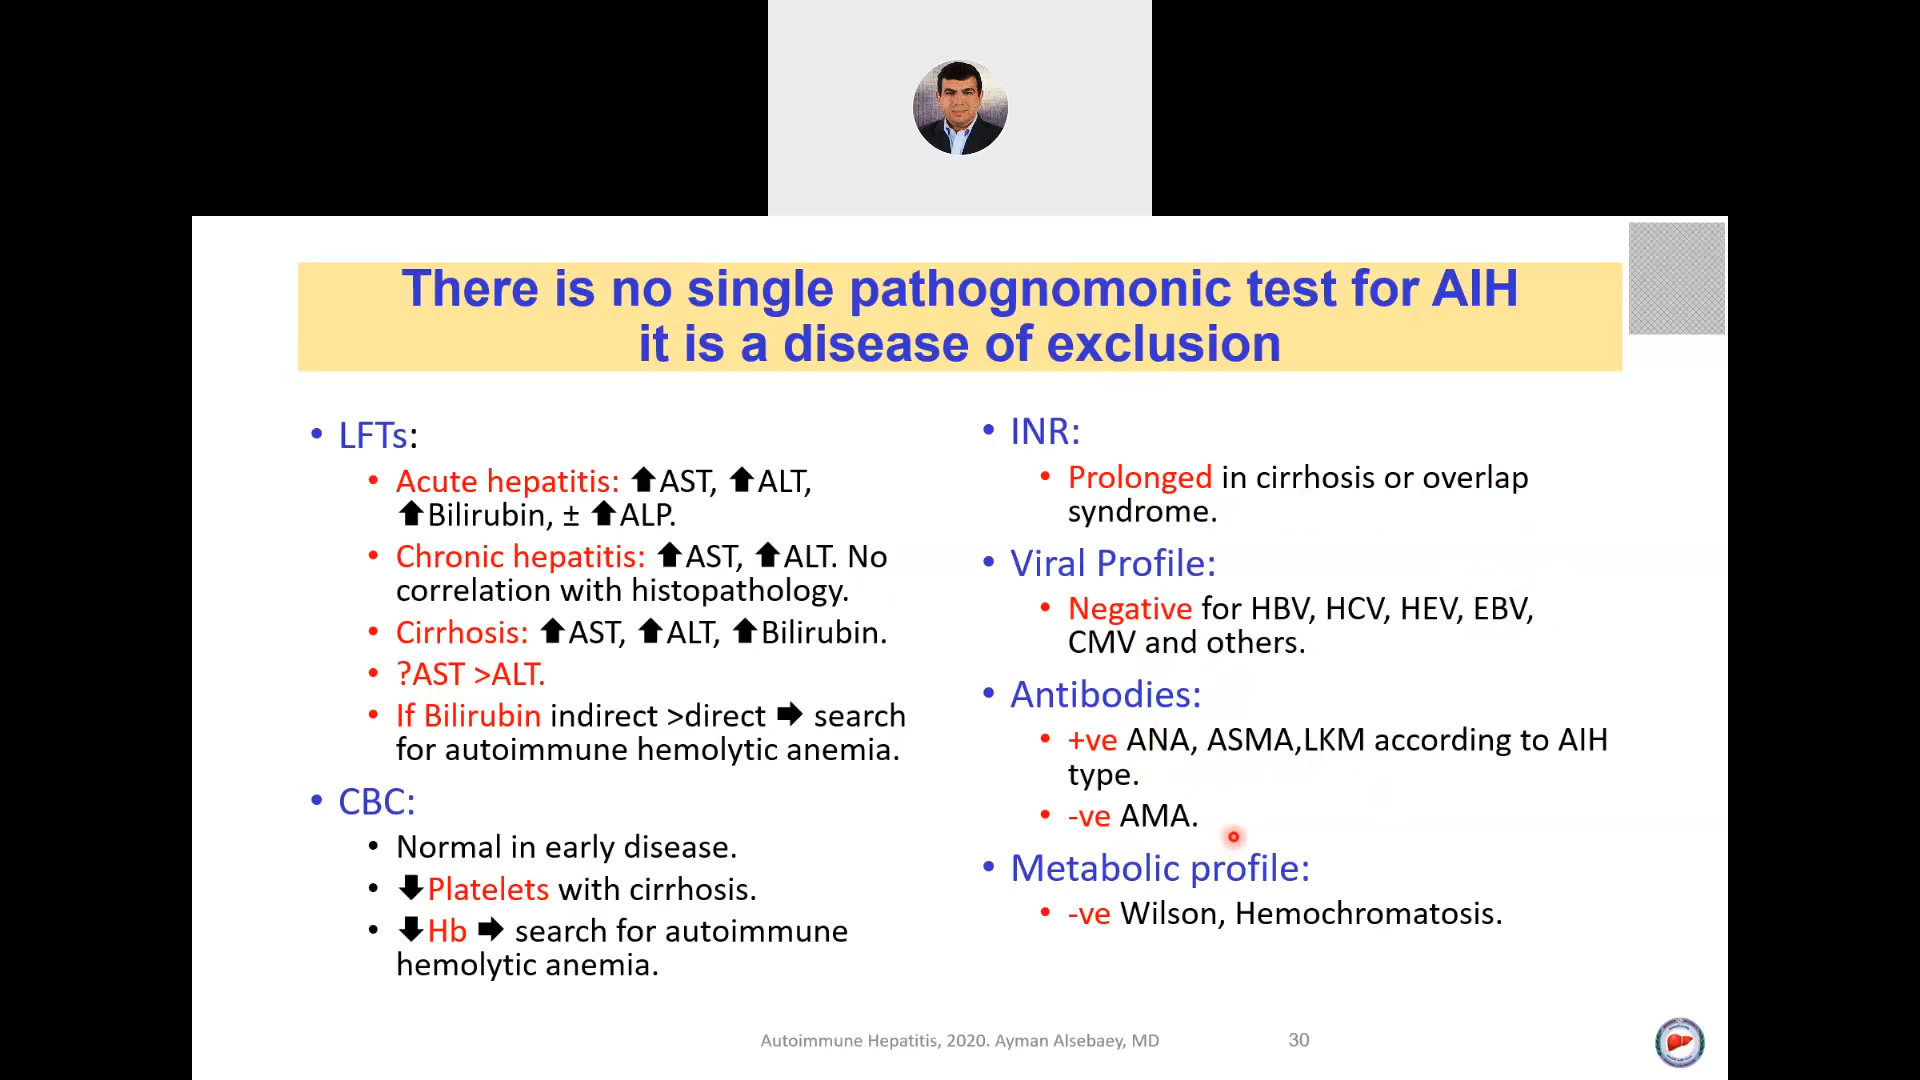 There is no single pathognomonic test for AIH
it is a disease of exclusion
• LFTs:
• Acute hepatitis: ⬆AST, ⬆ALT,
⬆Bilirubin, ± ⬆ALP.
• Chronic hepatitis: ⬆AST, ⬆ALT. No
correlation with histopathology.
• Cirrhosis: ⬆AST, ⬆ALT, ⬆Bilirubin.
• ?AST >ALT.
• If Bilirubin indirect >direct ➡ search
for autoimmune hemolytic anemia.
• CBC:
• Normal in early disease.
• ⬇Platelets with cirrhosis.
• ⬇Hb ➡ search for autoimmune
hemolytic anemia.
• INR:
• Prolonged in cirrhosis or overlap
syndrome.
• Viral Profile:
• Negative for HBV, HCV, HEV, EBV,
CMV and others.
• Antibodies:
• +ve ANA, ASMA,LKM according to AIH
type.
• -ve AMA.
• Metabolic profile:
• -ve Wilson, Hemochromatosis.
Autoimmune Hepatitis, 2020. Ayman Alsebaey, MD
30